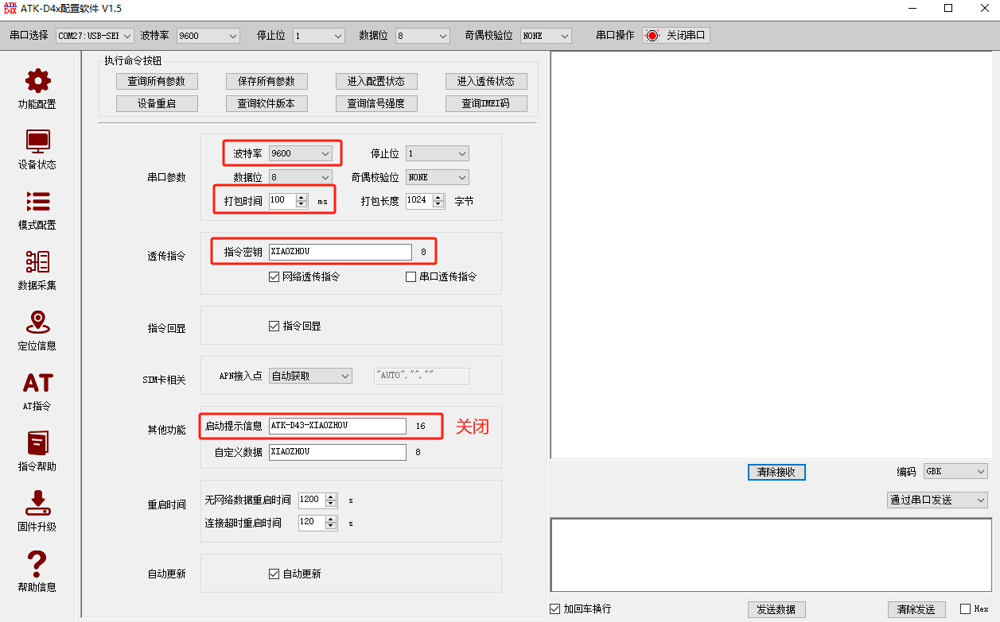 ATK D4X ATK-D4x配置软件 V1.5
串口选择 COM27:USB-SEI 波特率 9600 停止位 1 数据位 8 奇偶校验位 NONE 串口操作 关闭串口
功能配置
设备状态
模式配置
数据采集
定位信息
AT
AT指令
指令帮助
固件升级
?
帮助信息
执行命令按钮
查询所有参数 保存所有参数 进入配置状态 进入透传状态
设备重启 查询软件版本 查询信号强度 查询IMEI码
串口参数
波特率 9600 停止位 1
数据位 8 奇偶校验位 NONE
打包时间 100 ms 打包长度 1024 字节
透传指令
指令密钥 XIAOZHOU 8
网络透传指令 串口透传指令
指令回显 指令回显
SIM卡相关 APN接入点 自动获取 "AUTO","",""
其他功能
启动提示信息 ATK-D43-XIAOZHOU 16 关闭
自定义数据 XIAOZHOU 8
重启时间
无网络数据重启时间 1200 s
连接超时重启时间 120 s
自动更新 自动更新
清除接收 编码 GBK
通过串口发送
加回车换行 发送数据 清除发送 Hex